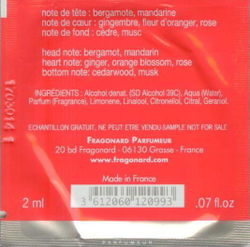 note de tête : bergamote, mandarine
note de cœur : gingembre, fleur d'oranger, rose
note de fond : cèdre, musc
head note: bergamot, mandarin
heart note: ginger, orange blossom, rose
bottom note: cedarwood, musk
Ingredients: Alcohol denat. (SD Alcohol 39C), Aqua (Water),
Parfum (Fragrance), Limonene, Linalool, Citronellol, Citral, Geraniol.
ECHANTILLON GRATUIT, NE PEUT ETRE VENDU-SAMPLE NOT FOR SALE
FRAGONARD PARFUMEUR
20 bd Fragonard - 06130 Grasse - France
www.fragonard.com
Made in France
2 ml
3 612060 120993
.07 fl.oz
PARFUMEUR